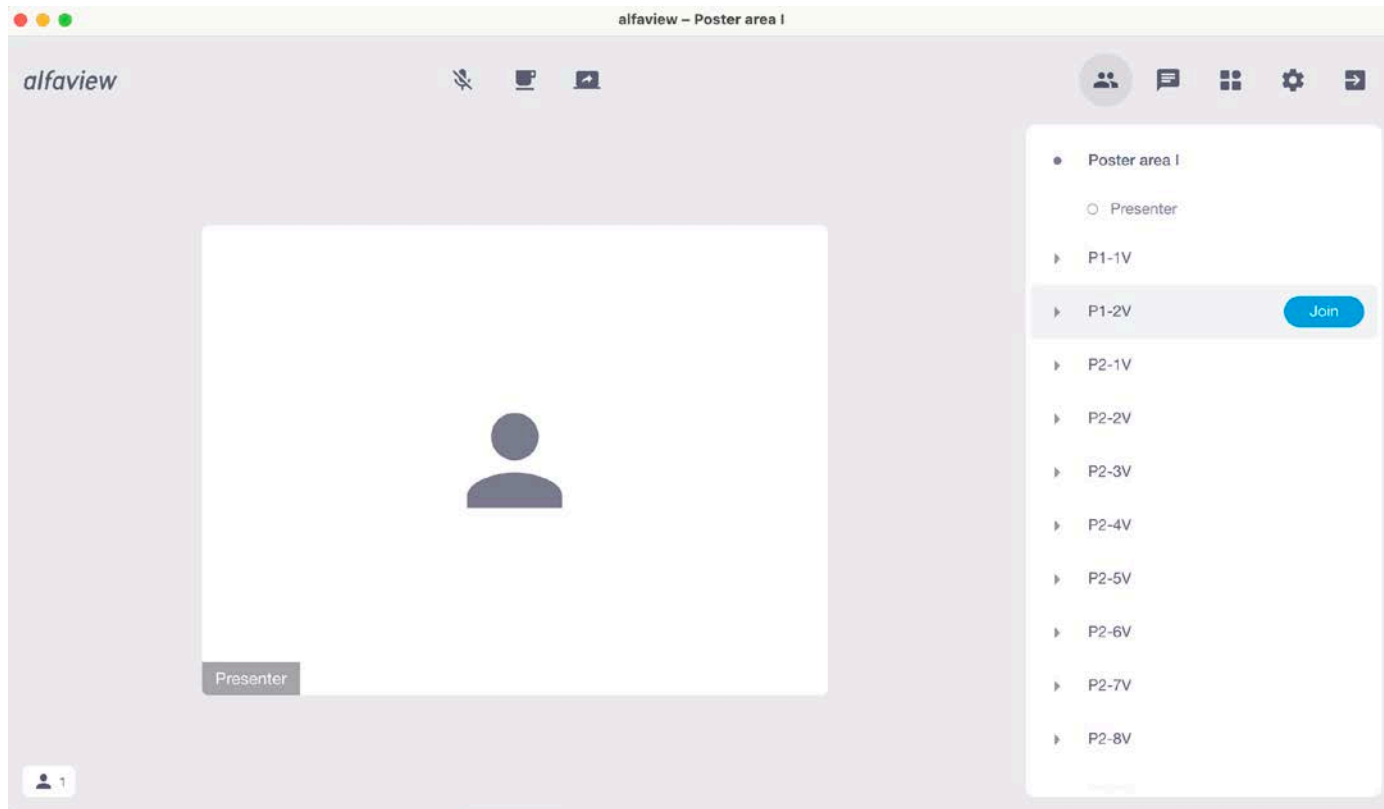 alfaview – Poster area I
alfaview
Poster area I
Presenter
P1-1V
P1-2V
Join
P2-1V
P2-2V
P2-3V
P2-4V
P2-5V
P2-6V
P2-7V
P2-8V
Presenter
1